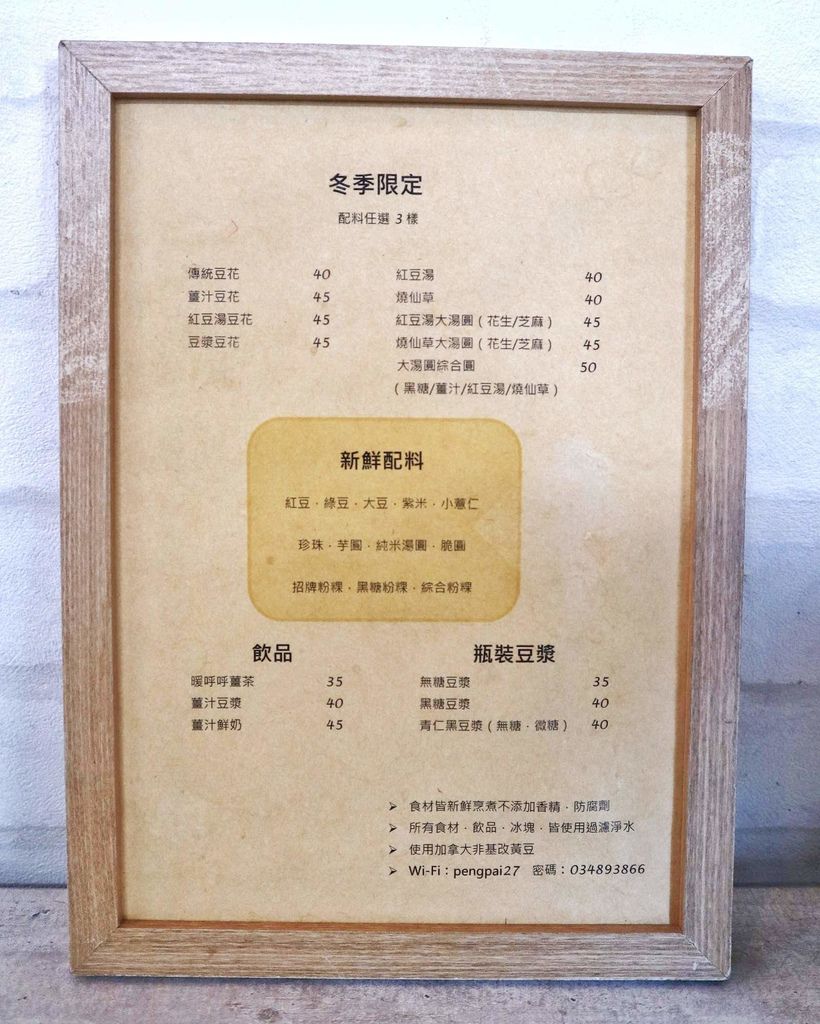 冬季限定
配料任選 3 樣
傳統豆花 40
薑汁豆花 45
紅豆湯豆花 45
豆漿豆花 45
紅豆湯 40
燒仙草 40
紅豆湯大湯圓（花生/芝麻） 45
燒仙草大湯圓（花生/芝麻） 45
大湯圓綜合圓 50
（黑糖/薑汁/紅豆湯/燒仙草）
新鮮配料
紅豆．綠豆．大豆．紫米．小薏仁
珍珠．芋圓．純米湯圓．脆圓
招牌粉粿．黑糖粉粿．綜合粉粿
飲品
暖呼呼薑茶 35
薑汁豆漿 40
薑汁鮮奶 45
瓶裝豆漿
無糖豆漿 35
黑糖豆漿 40
青仁黑豆漿（無糖．微糖） 40
➢ 食材皆新鮮烹煮不添加香精．防腐劑
➢ 所有食材．飲品．冰塊．皆使用過濾淨水
➢ 使用加拿大非基改黃豆
➢ Wi-Fi：pengpai27 密碼：034893866